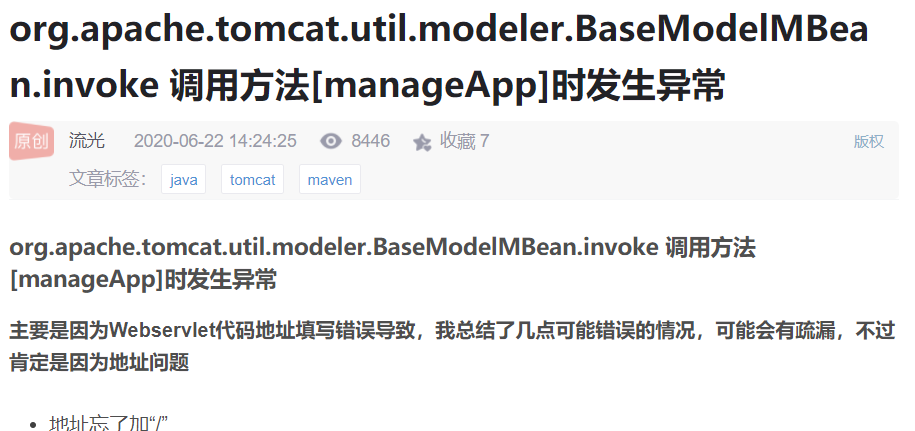 org.apache.tomcat.util.modeler.BaseModelMBea
n.invoke 调用方法[manageApp]时发生异常
原创 流光 2020-06-22 14:24:25 8446 收藏 7 版权
文章标签： java tomcat maven
org.apache.tomcat.util.modeler.BaseModelMBean.invoke 调用方法
[manageApp]时发生异常
主要是因为Webservlet代码地址填写错误导致，我总结了几点可能错误的情况，可能会有疏漏，不过
肯定是因为地址问题
地址忘了加“/”